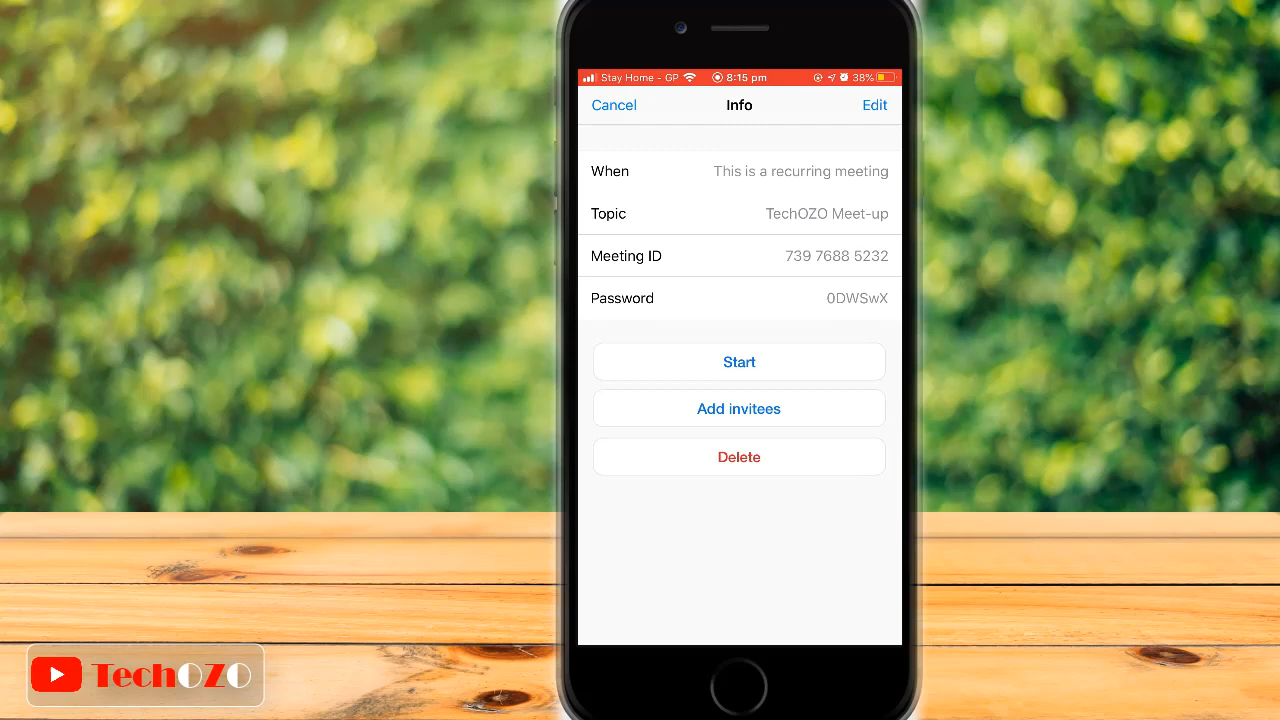 Stay Home - GP 8:15 pm 38%
Cancel Info Edit
When This is a recurring meeting
Topic TechOZO Meet-up
Meeting ID 739 7688 5232
Password 0DWSwX
Start
Add invitees
Delete
TechOZO